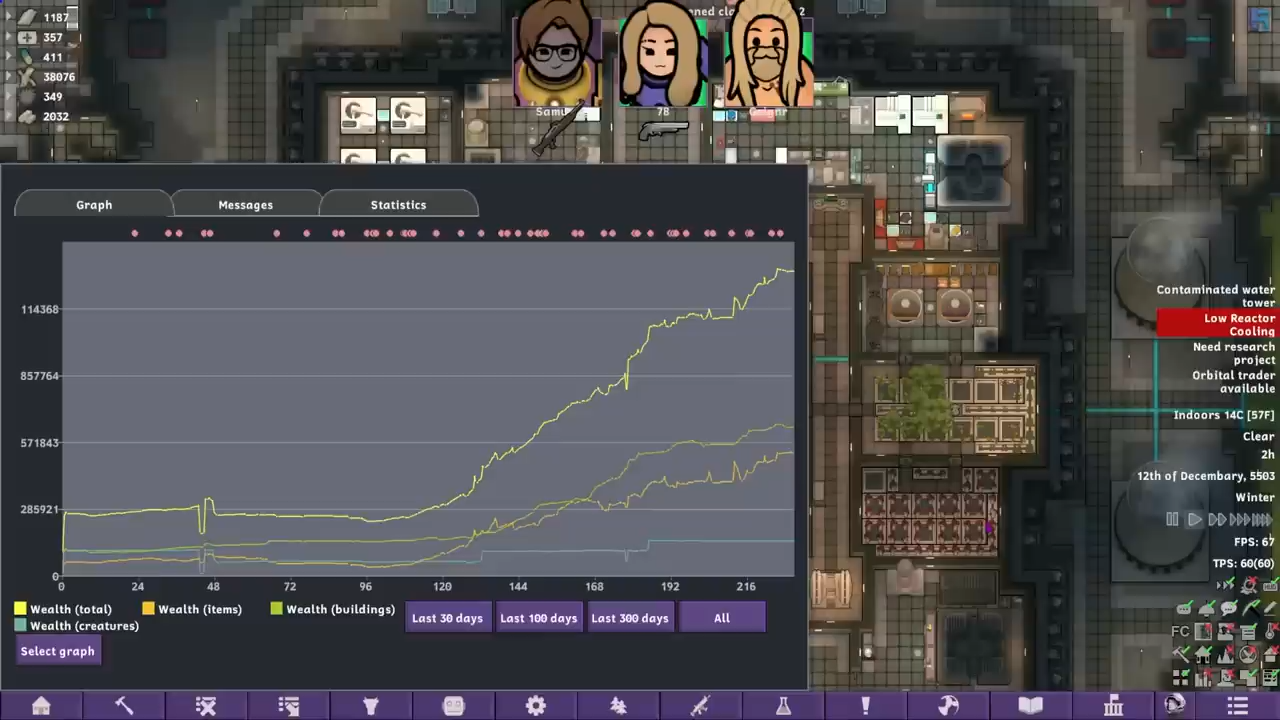 1187
357
411
38076
349
2032
2
78
Graph
Messages
Statistics
114368
857764
571843
285921
0
0 24 48 72 96 120 144 168 192 216
Wealth (total)
Wealth (items)
Wealth (buildings)
Wealth (creatures)
Last 30 days
Last 100 days
Last 300 days
All
Select graph
Contaminated water
tower
Low Reactor
Cooling
Need research
project
Orbital trader
available
Indoors 14C [57F]
Clear
2h
12th of Decembary, 5503
Winter
FPS: 67
TPS: 60(60)
FC